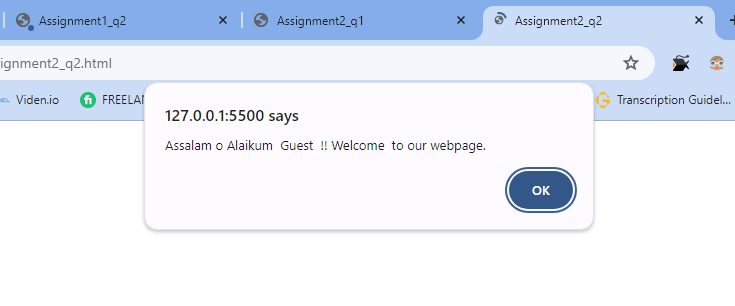 Assignment1_q2
Assignment2_q1
Assignment2_q2
ignment2_q2.html
Viden.io
fi FREELAN
Transcription Guidel...
127.0.0.1:5500 says
Assalam o Alaikum  Guest  !! Welcome  to our webpage.
OK